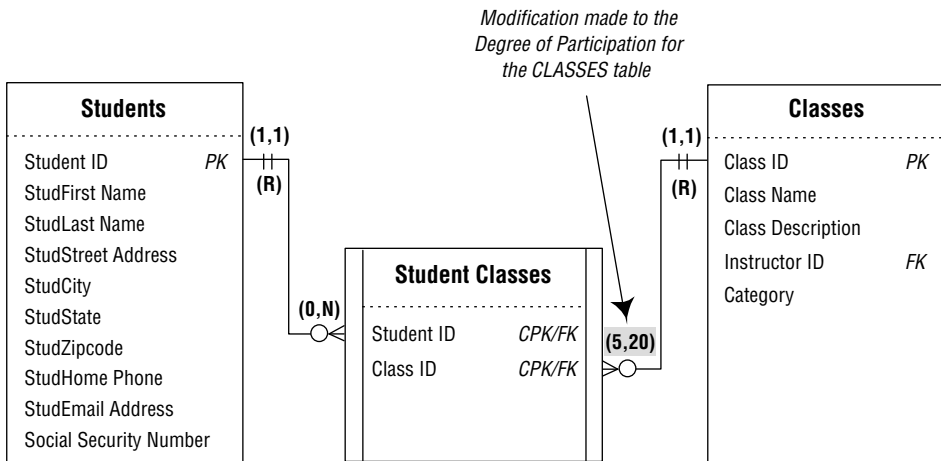 Modification made to the
Degree of Participation for
the CLASSES table
Students
Student ID PK
StudFirst Name
StudLast Name
StudStreet Address
StudCity
StudState
StudZipcode
StudHome Phone
StudEmail Address
Social Security Number
(1,1)
(R)
(0,N)
Student Classes
Student ID CPK/FK
Class ID CPK/FK
(5,20)
(1,1)
(R)
Classes
Class ID PK
Class Name
Class Description
Instructor ID FK
Category